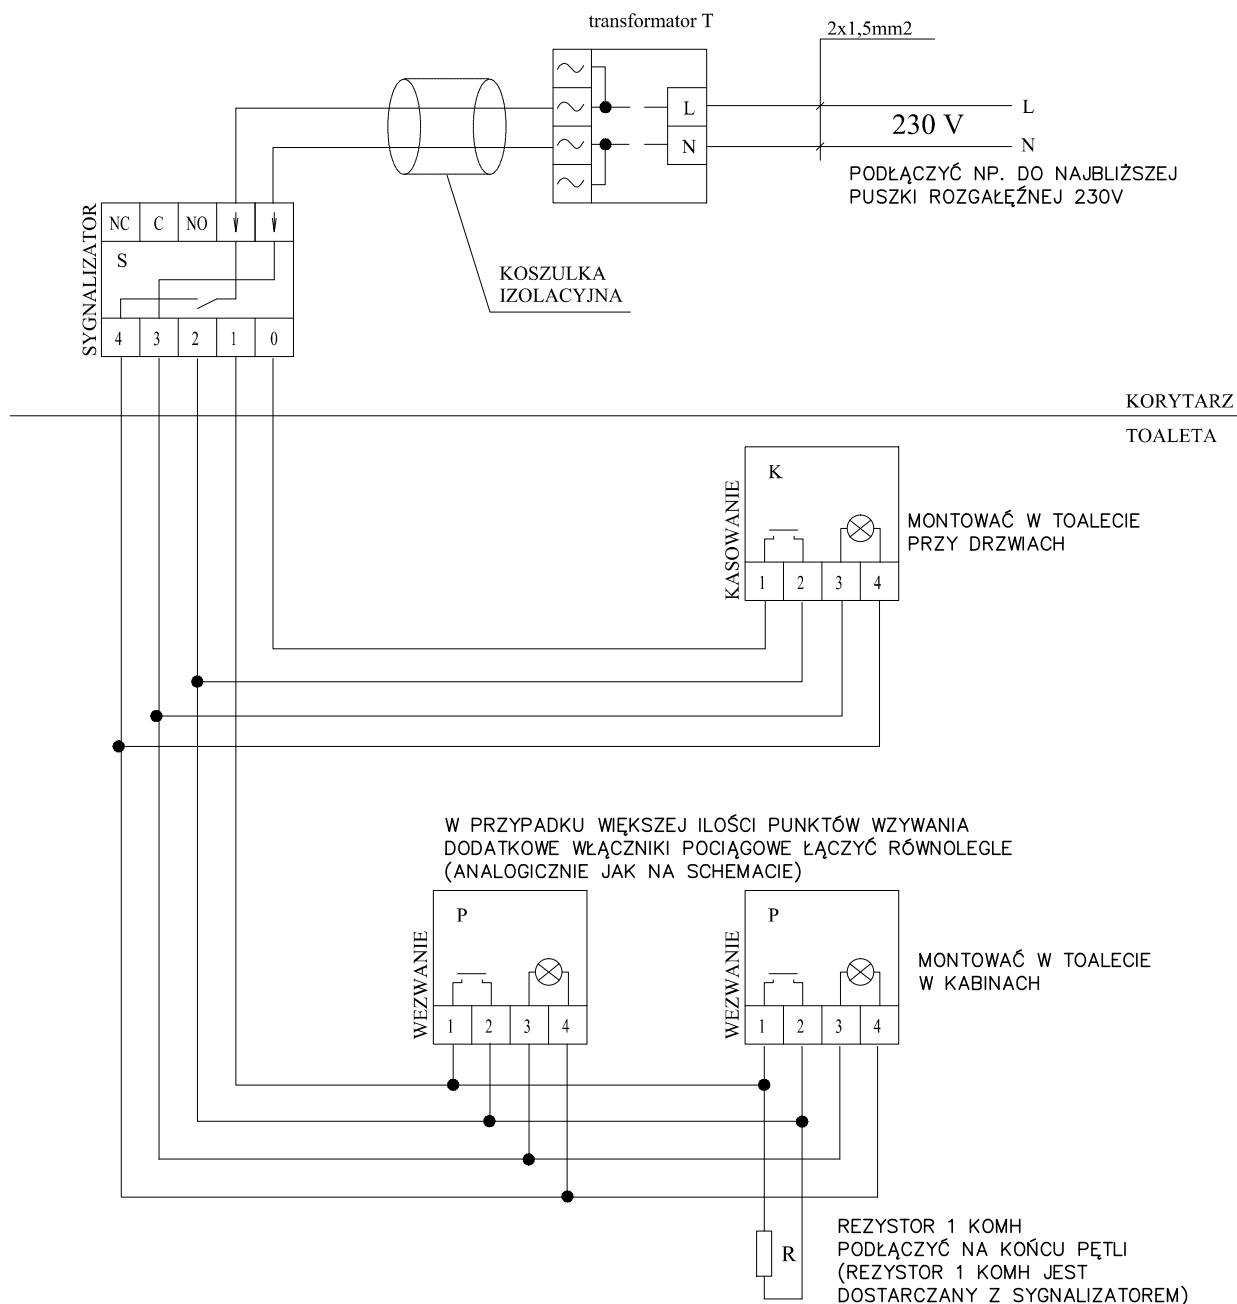 transformator T
2x1,5mm2
L
L
230 V
N
N
PODŁĄCZYĆ NP. DO NAJBLIŻSZEJ
PUSZKI ROZGAŁĘŹNEJ 230V
SYGNALIZATOR
NC C NO
S
4 3 2 1 0
KOSZULKA
IZOLACYJNA
KORYTARZ
TOALETA
KASOWANIE
K
1 2 3 4
MONTOWAĆ W TOALECIE
PRZY DRZWIACH
W PRZYPADKU WIĘKSZEJ ILOŚCI PUNKTÓW WZYWANIA
DODATKOWE WŁĄCZNIKI POCIĄGOWE ŁĄCZYĆ RÓWNOLEGLE
(ANALOGICZNIE JAK NA SCHEMACIE)
WEZWANIE
P
1 2 3 4
WEZWANIE
P
1 2 3 4
MONTOWAĆ W TOALECIE
W KABINACH
R
REZYSTOR 1 KOMH
PODŁĄCZYĆ NA KOŃCU PĘTLI
(REZYSTOR 1 KOMH JEST
DOSTARCZANY Z SYGNALIZATOREM)